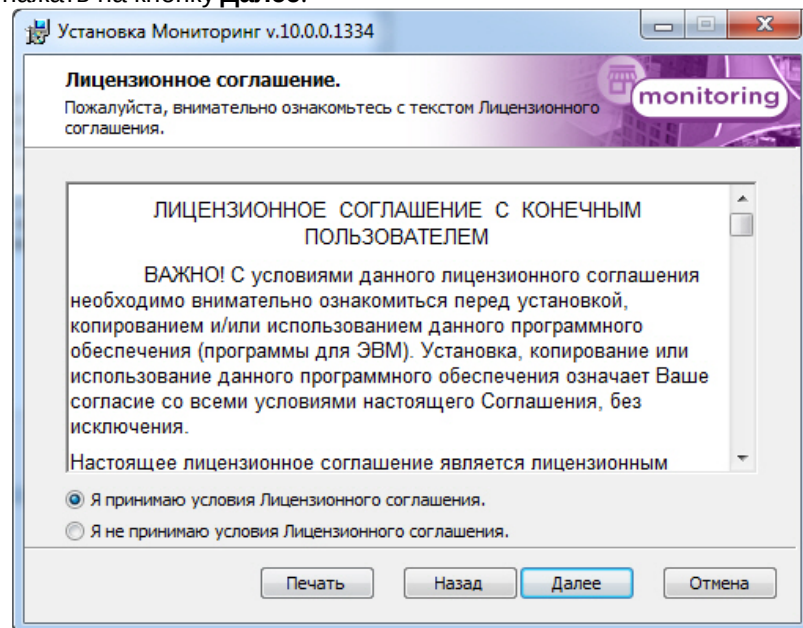 нажать на кнопку Далее.
Установка Мониторинг v.10.0.0.1334
Лицензионное соглашение.
Пожалуйста, внимательно ознакомьтесь с текстом Лицензионного
соглашения.
monitoring
ЛИЦЕНЗИОННОЕ СОГЛАШЕНИЕ С КОНЕЧНЫМ
ПОЛЬЗОВАТЕЛЕМ
ВАЖНО! С условиями данного лицензионного соглашения
необходимо внимательно ознакомиться перед установкой,
копированием и/или использованием данного программного
обеспечения (программы для ЭВМ). Установка, копирование или
использование данного программного обеспечения означает Ваше
согласие со всеми условиями настоящего Соглашения, без
исключения.
Настоящее лицензионное соглашение является лицензионным
Я принимаю условия Лицензионного соглашения.
Я не принимаю условия Лицензионного соглашения.
Печать Назад Далее Отмена